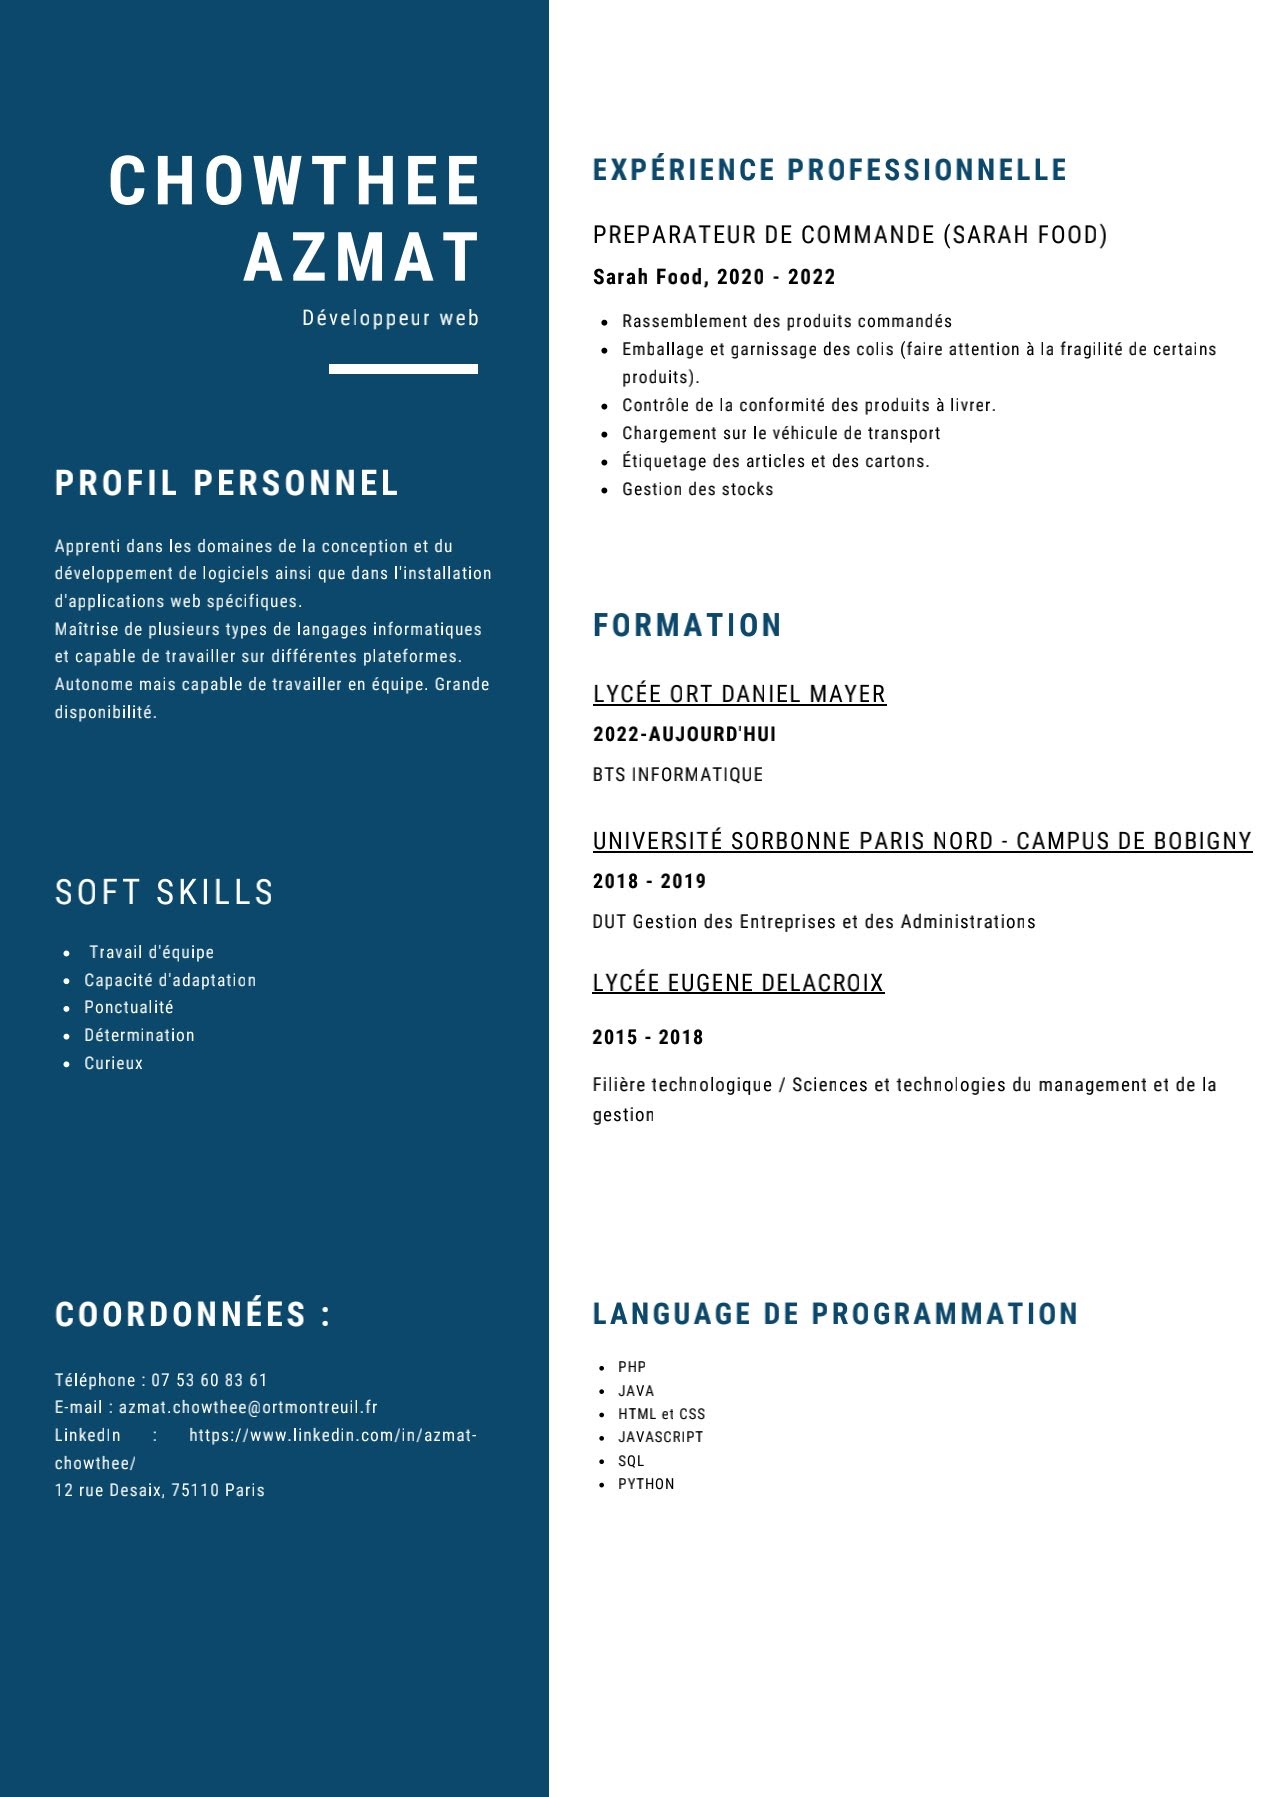 CHOWTHEE
AZMAT
Développeur web
PROFIL PERSONNEL
Apprenti dans les domaines de la conception et du
développement de logiciels ainsi que dans l'installation
d'applications web spécifiques.
Maîtrise de plusieurs types de langages informatiques
et capable de travailler sur différentes plateformes.
Autonome mais capable de travailler en équipe. Grande
disponibilité.
SOFT SKILLS
• Travail d'équipe
• Capacité d'adaptation
• Ponctualité
• Détermination
• Curieux
COORDONNÉES :
Téléphone : 07 53 60 83 61
E-mail : azmat.chowthee@ortmontreuil.fr
LinkedIn : https://www.linkedin.com/in/azmat-
chowthee/
12 rue Desaix, 75110 Paris
EXPÉRIENCE PROFESSIONNELLE
PREPARATEUR DE COMMANDE (SARAH FOOD)
Sarah Food, 2020 - 2022
• Rassemblement des produits commandés
• Emballage et garnissage des colis (faire attention à la fragilité de certains
produits).
• Contrôle de la conformité des produits à livrer.
• Chargement sur le véhicule de transport
• Étiquetage des articles et des cartons.
• Gestion des stocks
FORMATION
LYCÉE ORT DANIEL MAYER
2022-AUJOURD'HUI
BTS INFORMATIQUE
UNIVERSITÉ SORBONNE PARIS NORD - CAMPUS DE BOBIGNY
2018 - 2019
DUT Gestion des Entreprises et des Administrations
LYCÉE EUGENE DELACROIX
2015 - 2018
Filière technologique / Sciences et technologies du management et de la
gestion
LANGUAGE DE PROGRAMMATION
• PHP
• JAVA
• HTML et CSS
• JAVASCRIPT
• SQL
• PYTHON